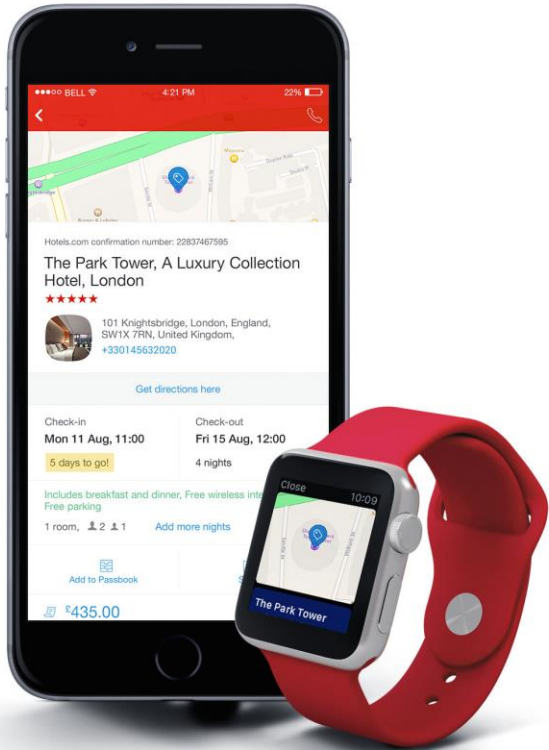 BELL 4:21 PM 22%
Hotels.com confirmation number: 22837467595
The Park Tower, A Luxury Collection
Hotel, London
101 Knightsbridge, London, England,
SW1X 7RN, United Kingdom,
+330145632020
Get directions here
Check-in Check-out
Mon 11 Aug, 11:00 Fri 15 Aug, 12:00
5 days to go! 4 nights
Includes breakfast and dinner, Free wireless
Free parking
1 room, 2 1 Add more nights
Add to Passbook
£435.00
Close
10:09
William St
The Park Tower